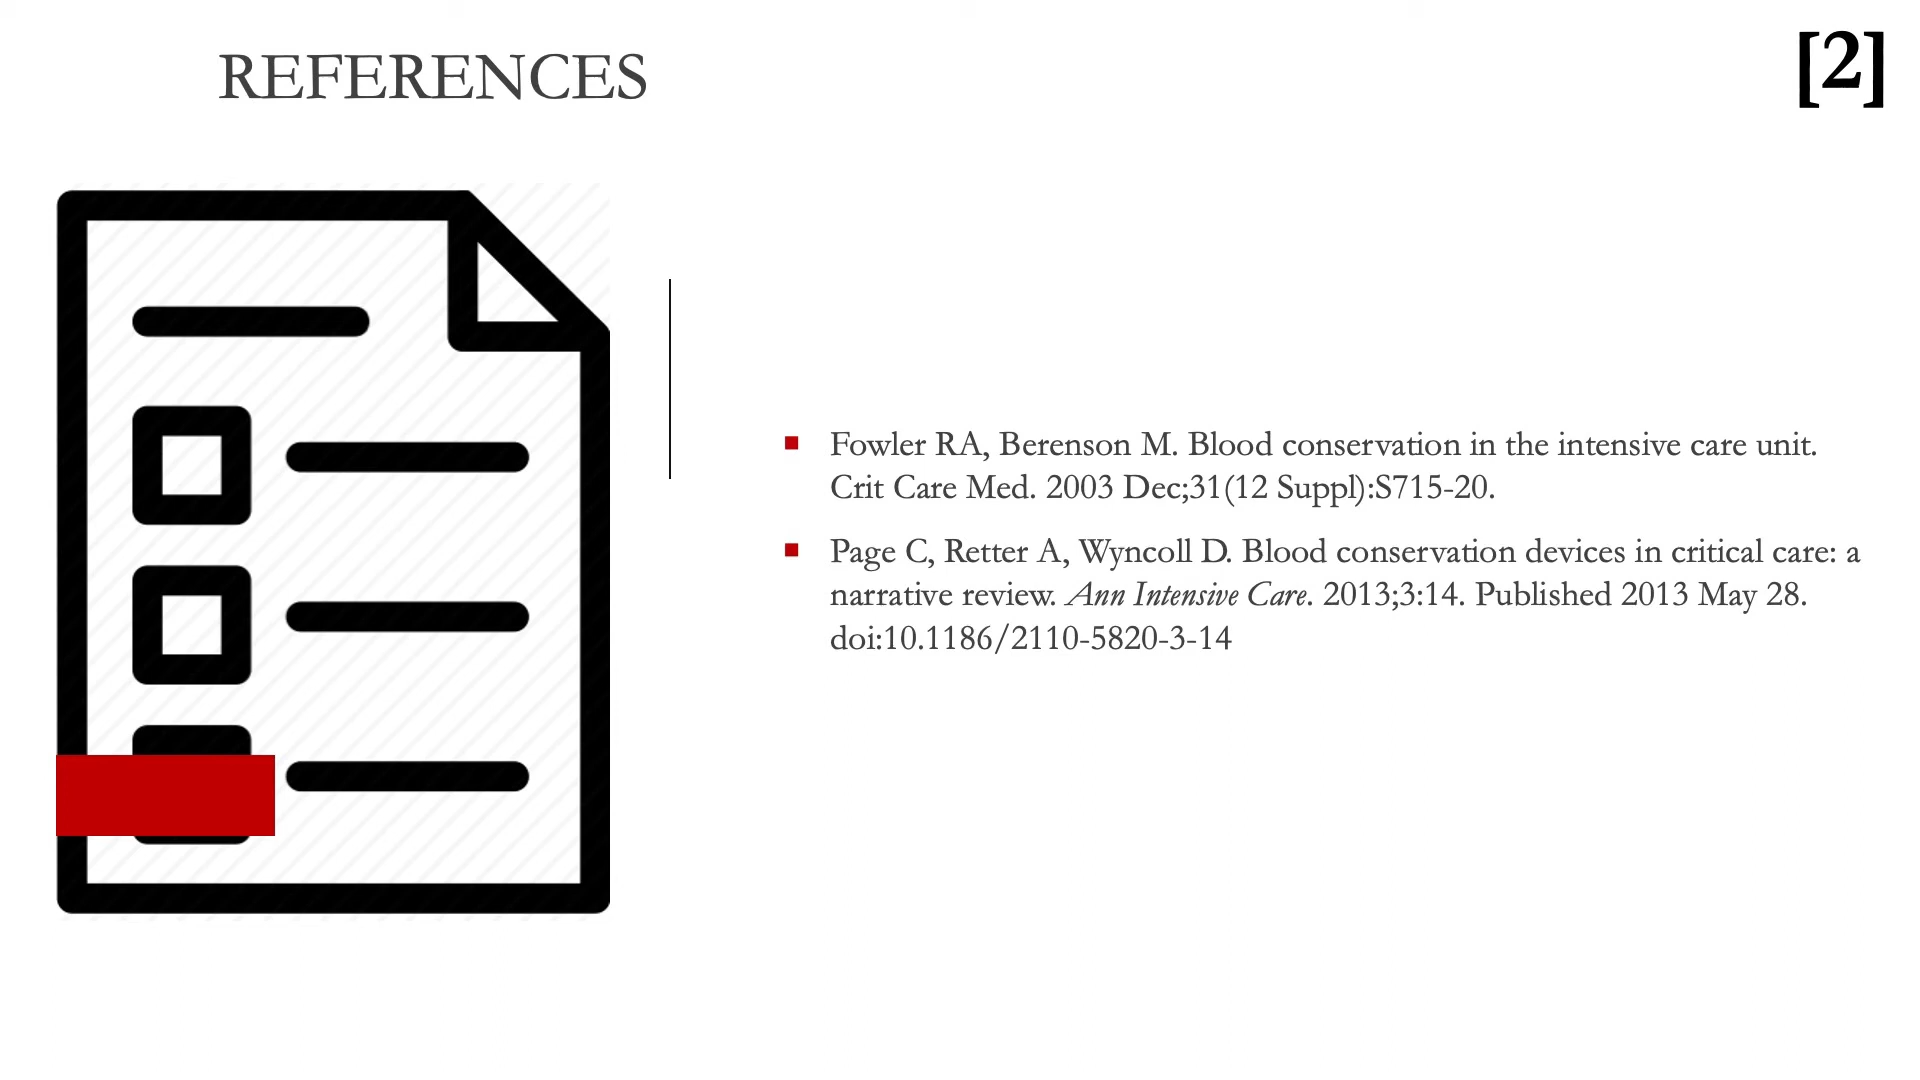 REFERENCES
[2]
Fowler RA, Berenson M. Blood conservation in the intensive care unit.
Crit Care Med. 2003 Dec;31(12 Suppl):S715-20.
Page C, Retter A, Wyncoll D. Blood conservation devices in critical care: a
narrative review. Ann Intensive Care. 2013;3:14. Published 2013 May 28.
doi:10.1186/2110-5820-3-14